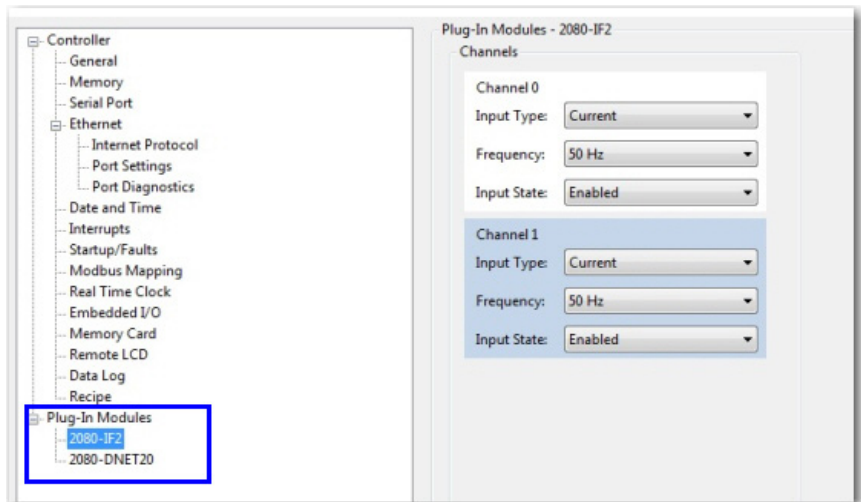 Controller
General
Memory
Serial Port
Ethernet
Internet Protocol
Port Settings
Port Diagnostics
Date and Time
Interrupts
Startup/Faults
Modbus Mapping
Real Time Clock
Embedded I/O
Memory Card
Remote LCD
Data Log
Recipe
Plug-In Modules
2080-IF2
2080-DNET20
Plug-In Modules - 2080-IF2
Channels
Channel 0
Input Type: Current
Frequency: 50 Hz
Input State: Enabled
Channel 1
Input Type: Current
Frequency: 50 Hz
Input State: Enabled